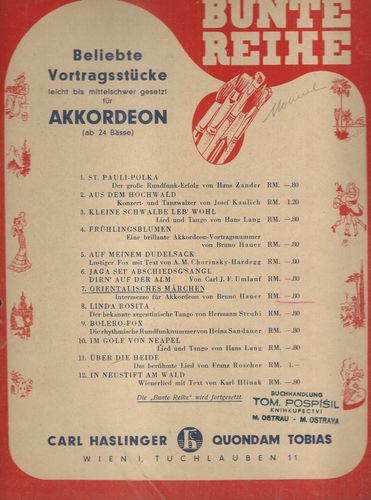 BUNTE
REIHE
Beliebte
Vortragsstücke
leicht bis mittelschwer gesetzt
für
AKKORDEON
(ab 24 Bässe)
1. ST. PAULI-POLKA
Der große Rundfunk-Erfolg von Hans Zander RM. —.80
2. AUS DEM HOCHWALD
Konzert- und Tanzwalzer von Josef Kaulich RM. 1.20
3. KLEINE SCHWALBE LEB' WOHL
Lied und Tango von Hans Lang RM. —.80
4. FRÜHLINGSBLUMEN
Eine brillante Akkordeon-Vortragsnummer
von Bruno Hauer RM. —.80
5. AUF MEINEM DUDELSACK
Lustiger Fox mit Text von A. M. Chorinsky-Hardegg RM. —.80
6. JAGA SEI' ABSCHIEDSG'SANGL
DIRN' AUF DER ALM Von Carl J. F. Umlauf RM. —.80
7. ORIENTALISCHES MÄRCHEN
Intermezzo für Akkordeon von Bruno Hauer RM. —.80
8. LINDA ROSITA
Der bekannte argentinische Tango von Hermann Strubi RM. —.80
9. BOLERO-FOX
Die rhythmische Rundfunknummer von Heinz Sandauer RM. —.80
10. IM GOLF VON NEAPEL
Lied und Tango von Hans Lang RM. —.80
11. ÜBER DIE HEIDE
Das berühmte Lied von Franz Roscher RM. 1.—
12. IN NEUSTIFT AM WALD
Wienerlied mit Text von Karl Hlinak RM. —.80
Die „Bunte Reihe" wird fortgesetzt.
BUCHHANDLUNG
TOM. POSPÍŠIL
KNIHKUPECTVÍ
M. OSTRAU - M. OSTRAVA
CARL HASLINGER QUONDAM TOBIAS
WIEN I, TUCHLAUBEN 11